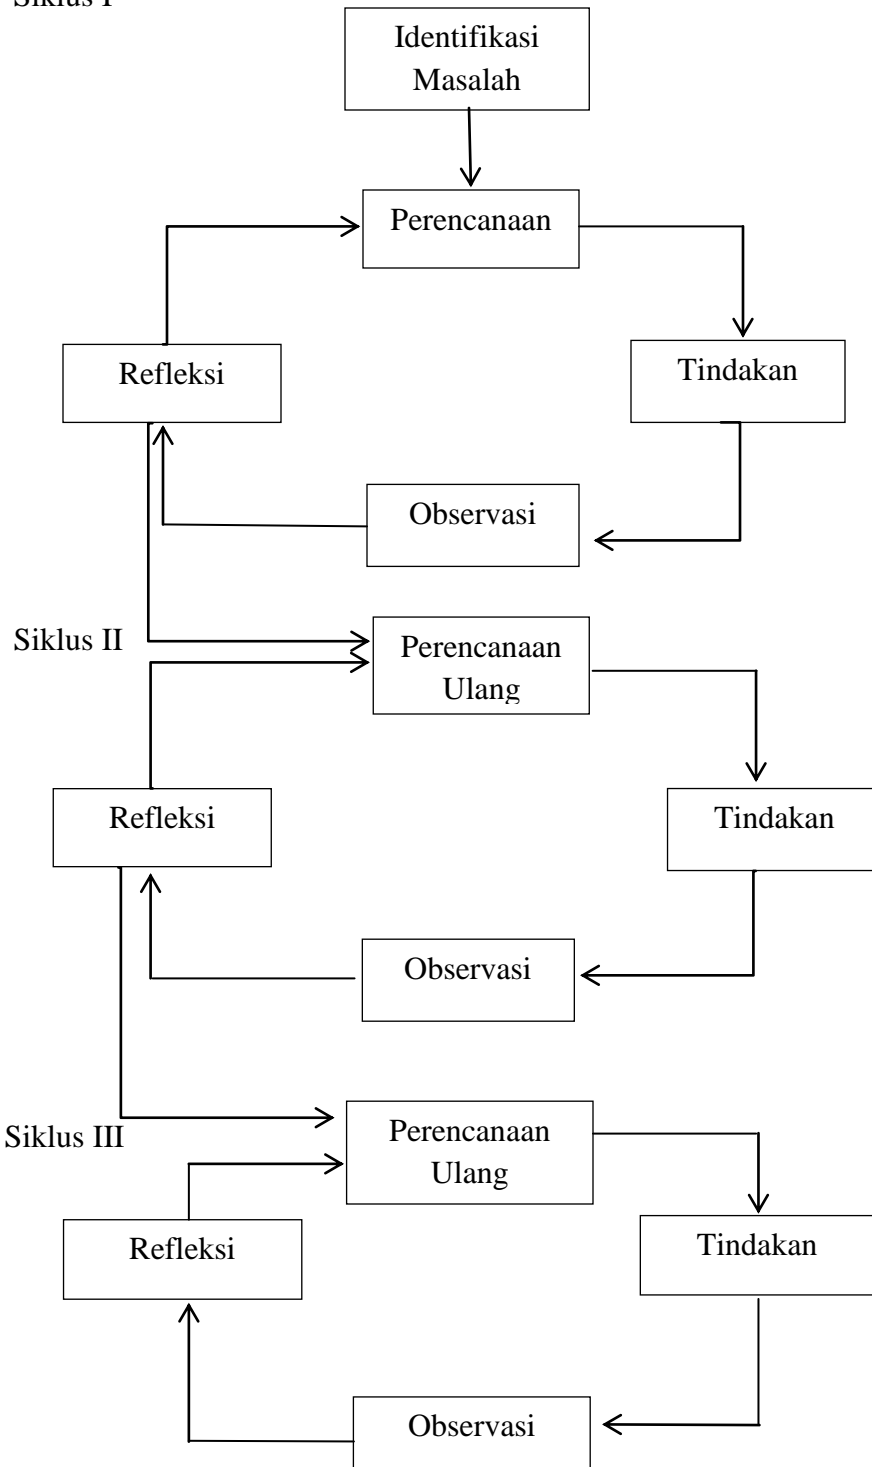 Siklus I
Identifikasi
Masalah
Perencanaan
Refleksi
Tindakan
Observasi
Siklus II
Perencanaan
Ulang
Refleksi
Tindakan
Observasi
Siklus III
Perencanaan
Ulang
Refleksi
Tindakan
Observasi